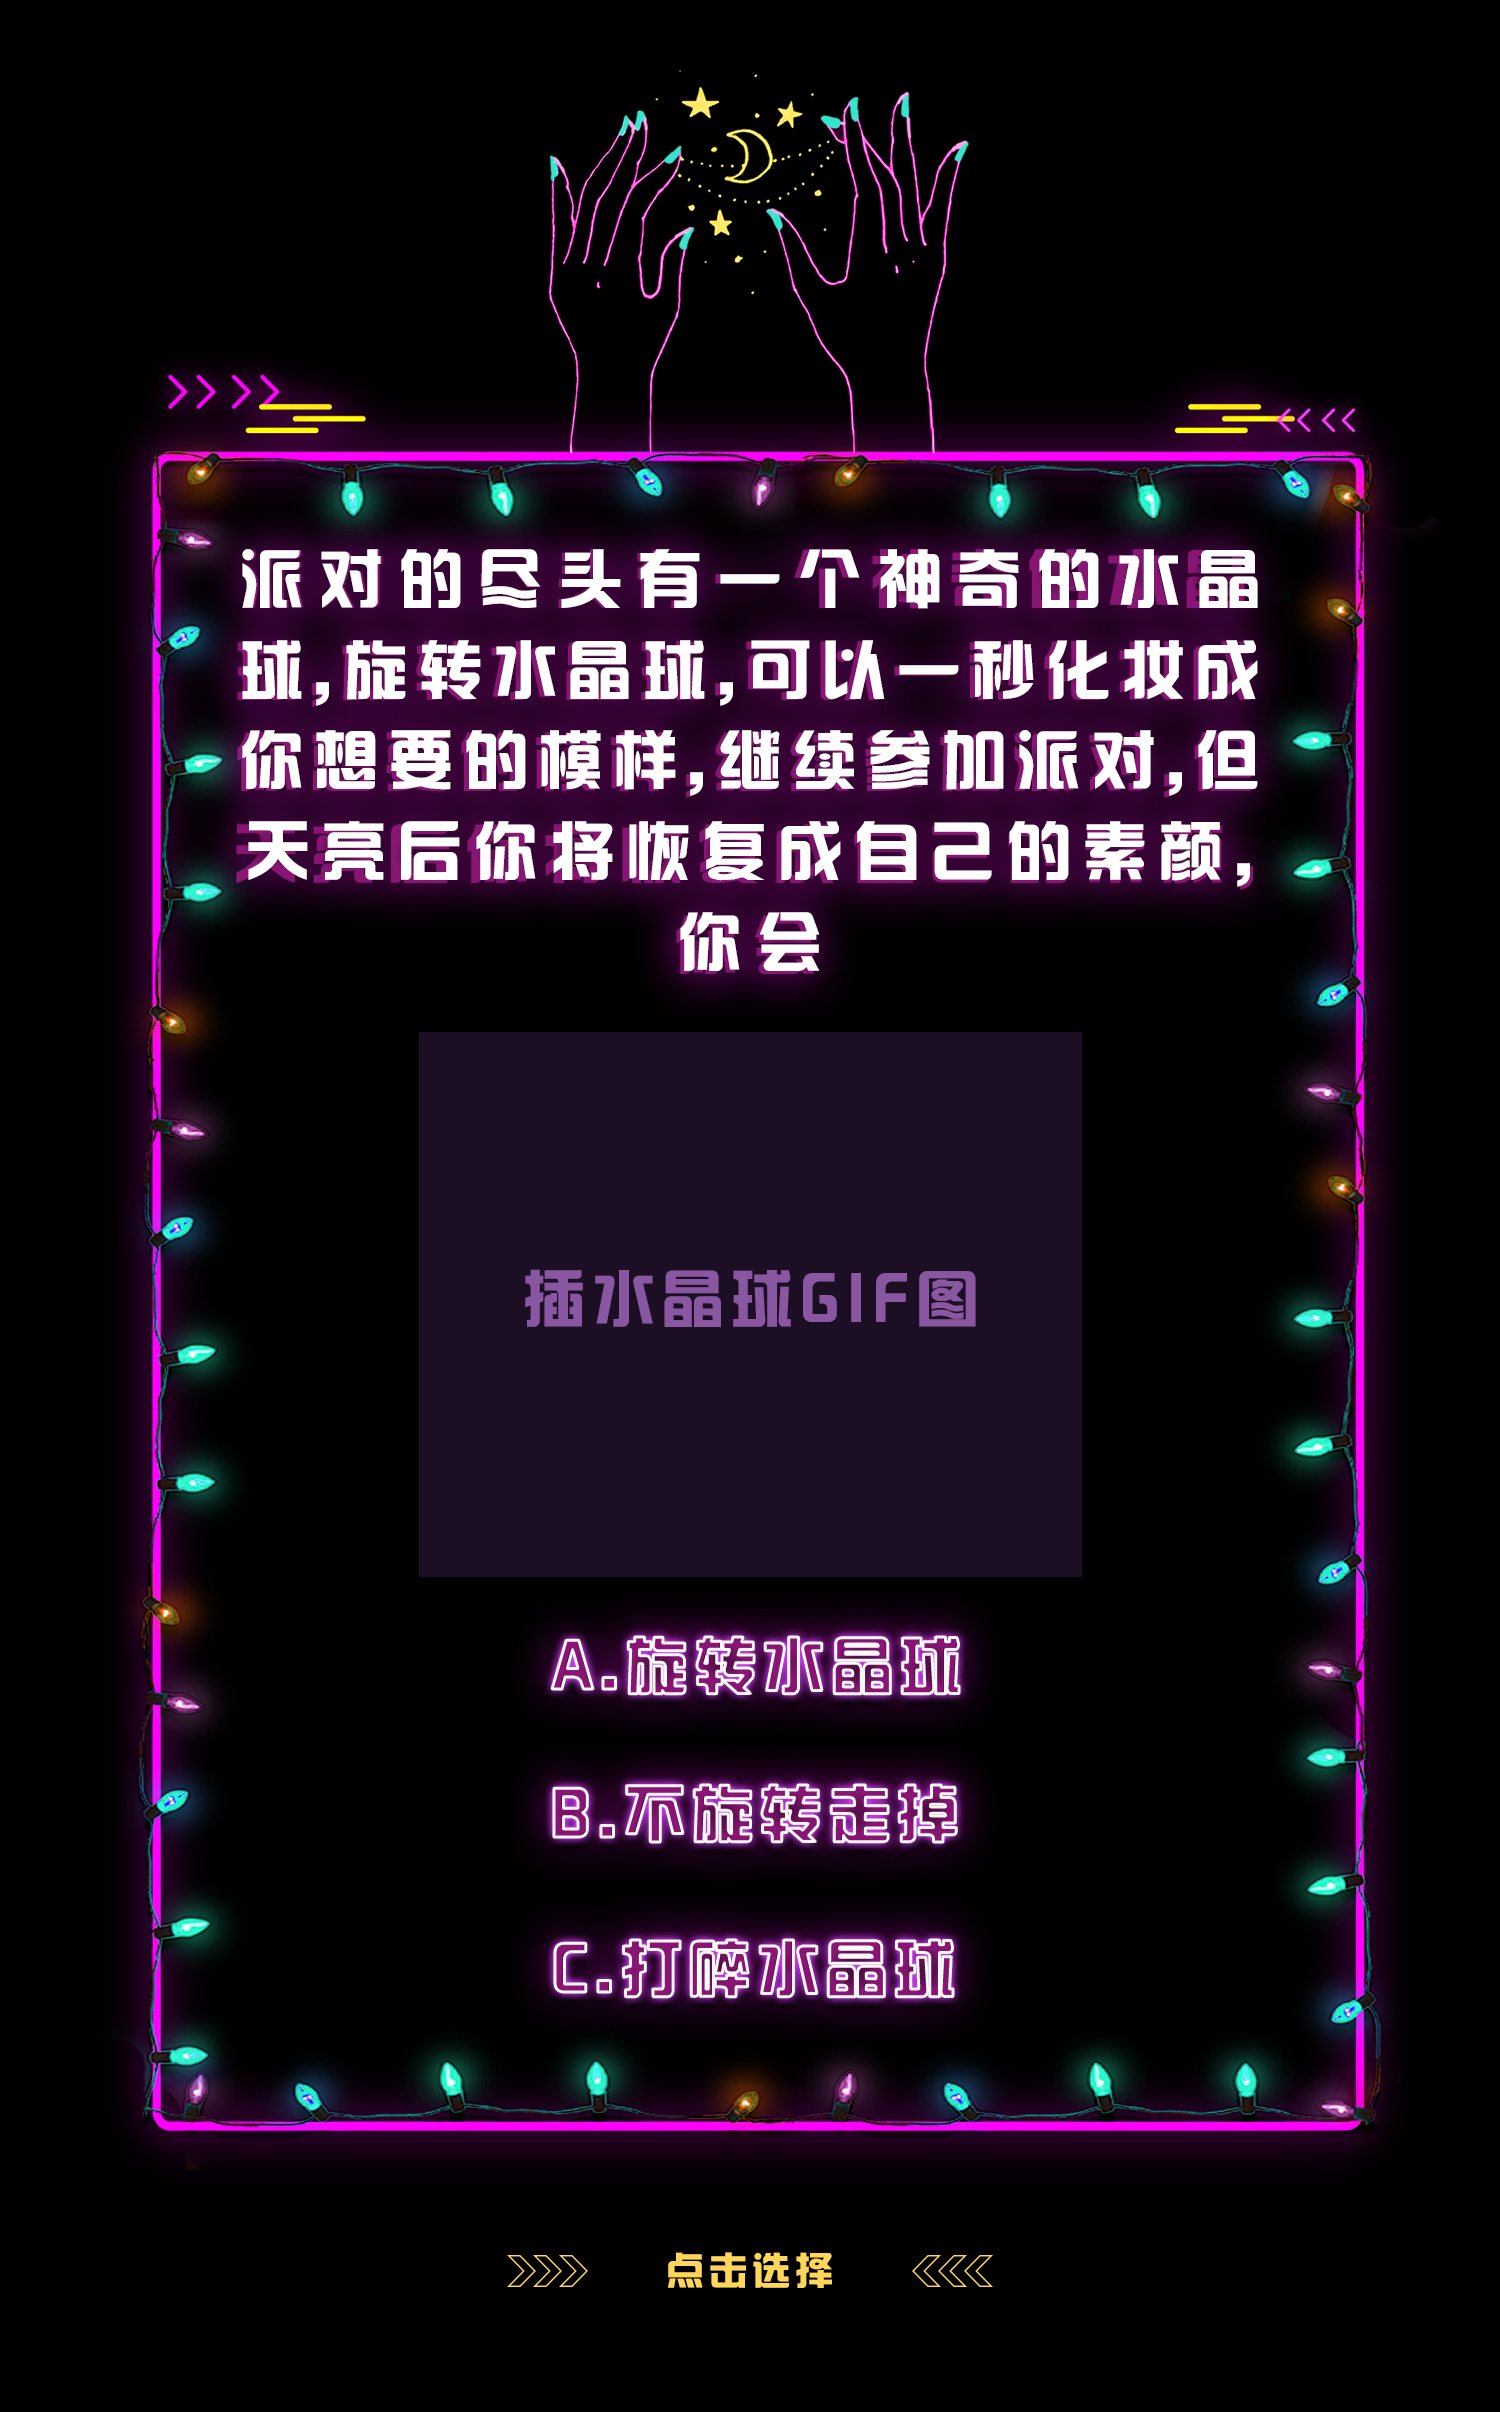 派对的尽头有一个神奇的水晶
球,旋转水晶球,可以一秒化妆成
你想要的模样,继续参加派对,但
天亮后你将恢复成自己的素颜,
你会
插水晶球GIF图
A.旋转水晶球
B.不旋转走掉
C.打碎水晶球
点击选择